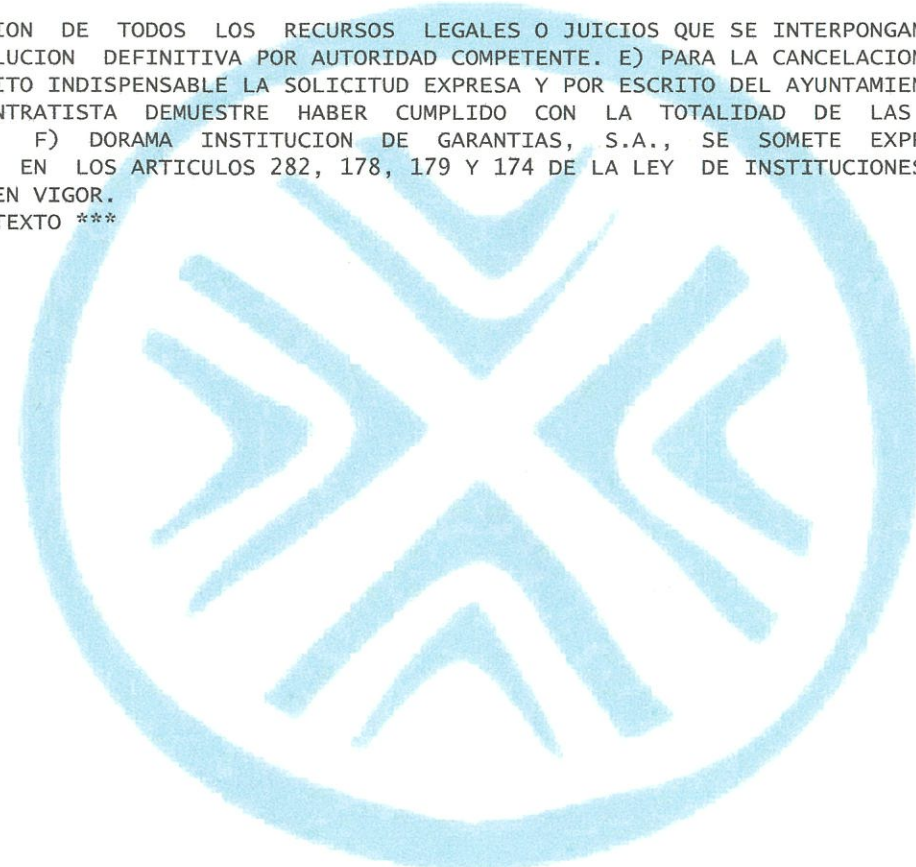 ION DE TODOS LOS RECURSOS LEGALES O JUICIOS QUE SE INTERPONGAN
LUCION DEFINITIVA POR AUTORIDAD COMPETENTE. E) PARA LA CANCELACION
ITO INDISPENSABLE LA SOLICITUD EXPRESA Y POR ESCRITO DEL AYUNTAMIEN
NTRATISTA DEMUESTRE HABER CUMPLIDO CON LA TOTALIDAD DE LAS
F) DORAMA INSTITUCION DE GARANTIAS, S.A., SE SOMETE EXP
EN LOS ARTICULOS 282, 178, 179 Y 174 DE LA LEY DE INSTITUCIONES
EN VIGOR.
TEXTO ***